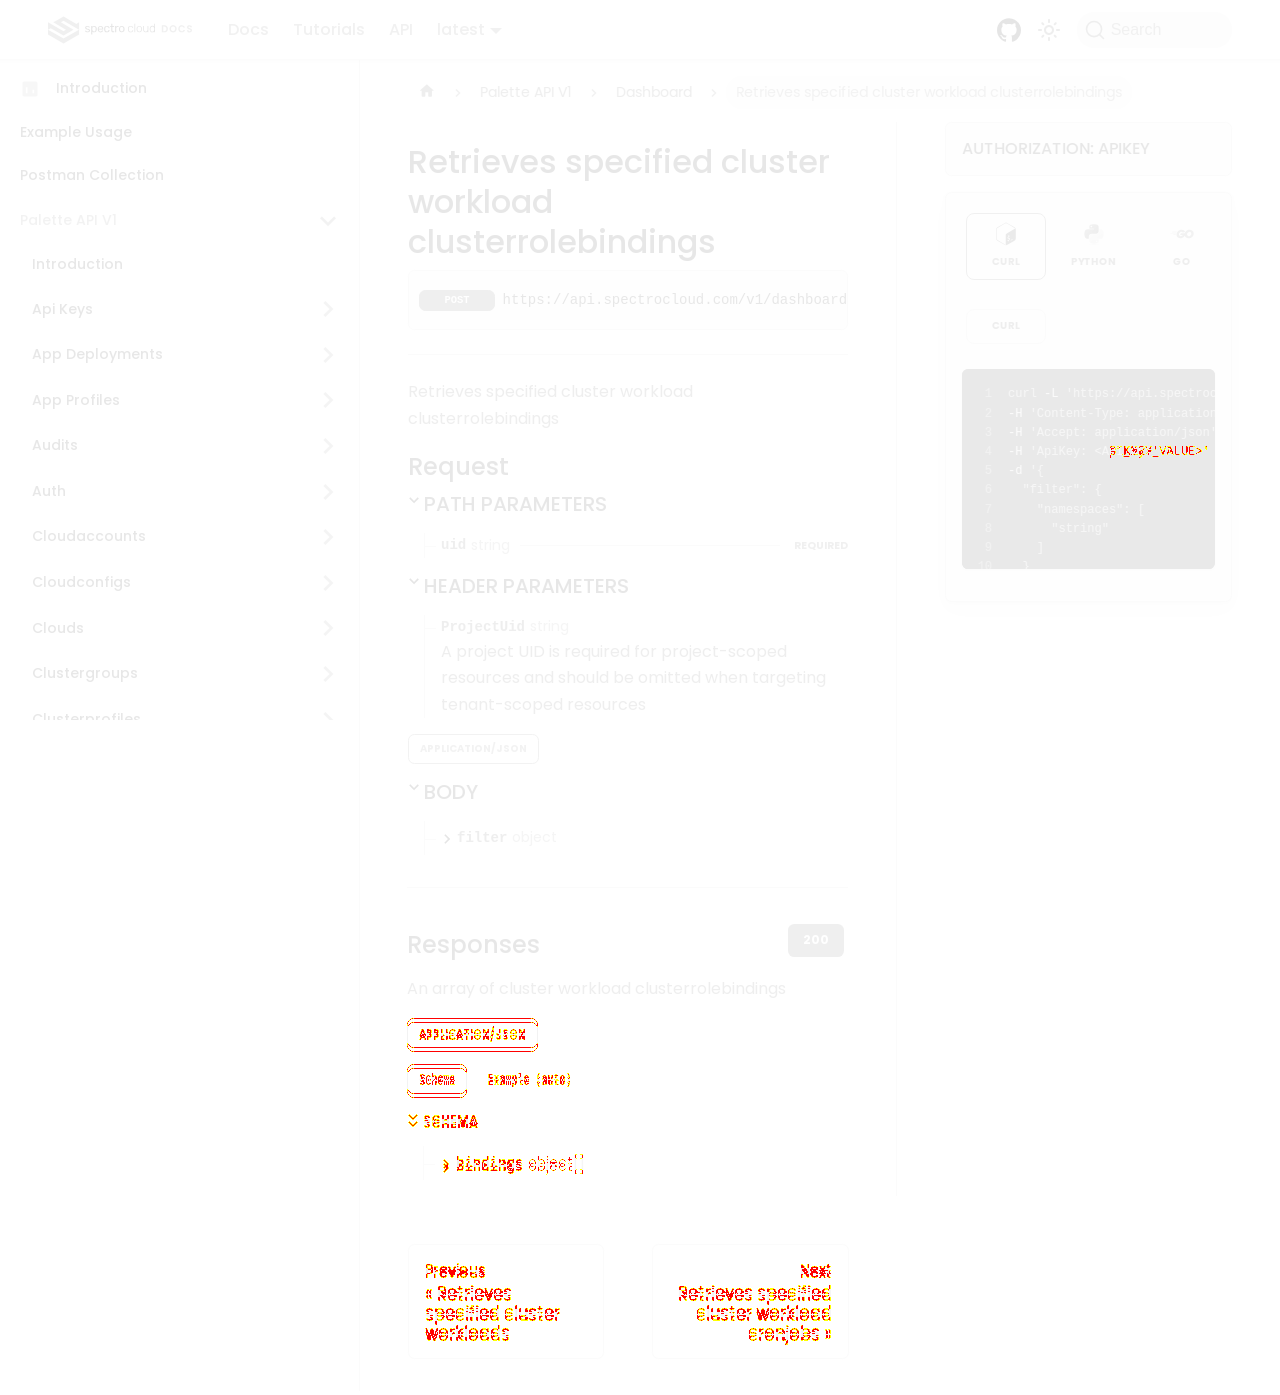 spectro cloud DOCS
Docs Tutorials API latest
Search
Introduction
Example Usage
Postman Collection
Palette API V1
Introduction
Api Keys
App Deployments
App Profiles
Audits
Auth
Cloudaccounts
Cloudconfigs
Clouds
Clustergroups
Clusterprofiles
Palette API V1
Dashboard
Retrieves specified cluster workload clusterrolebindings
Retrieves specified cluster
workload
clusterrolebindings
POST https://api.spectrocloud.com/v1/dashboard
Retrieves specified cluster workload
clusterrolebindings
Request
PATH PARAMETERS
uid string REQUIRED
HEADER PARAMETERS
ProjectUid string
A project UID is required for project-scoped
resources and should be omitted when targeting
tenant-scoped resources
APPLICATION/JSON
BODY
filter object
Responses
200
An array of cluster workload clusterrolebindings
APPLICATION/JSON
Schema Example (auto)
SCHEMA
bindings object[]
Previous
« Retrieves
specified cluster
workloads
Next
Retrieves specified
cluster workload
cronjobs »
AUTHORIZATION: APIKEY
CURL PYTHON GO
CURL
1 curl -L 'https://api.spectroc
2 -H 'Content-Type: application
3 -H 'Accept: application/json'
4 -H 'ApiKey:
5 -d '{
6 "filter": {
7 "namespaces": [
8 "string"
9 ]
10 }